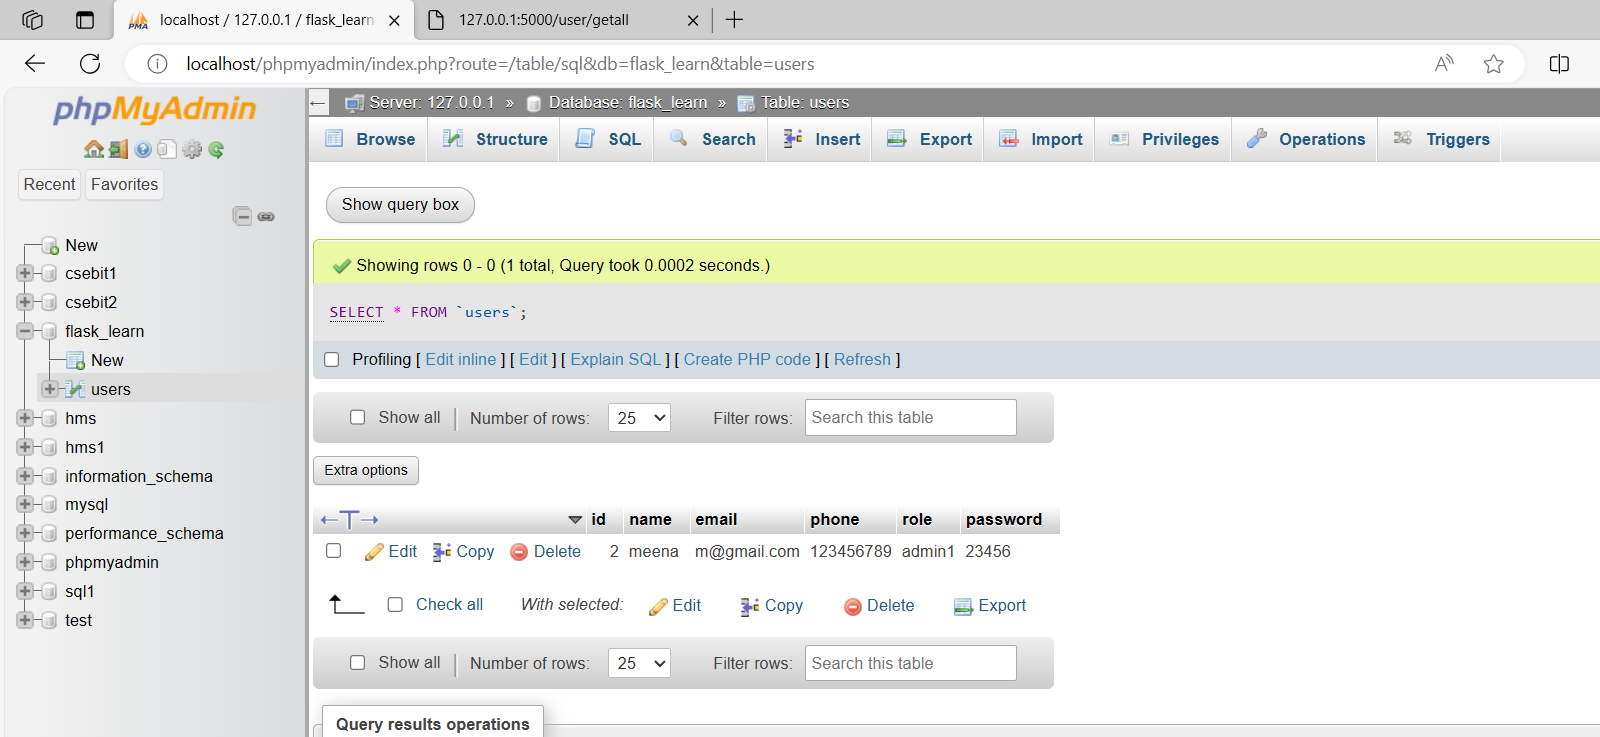 localhost / 127.0.0.1 / flask_learn
127.0.0.1:5000/user/getall
localhost/phpmyadmin/index.php?route=/table/sql&db=flask_learn&table=users
phpMyAdmin
Recent Favorites
New
csebit1
csebit2
flask_learn
New
users
hms
hms1
information_schema
mysql
performance_schema
phpmyadmin
sql1
test
Server: 127.0.0.1 » Database: flask_learn » Table: users
Browse Structure SQL Search Insert Export Import Privileges Operations Triggers
Show query box
Showing rows 0 - 0 (1 total, Query took 0.0002 seconds.)
SELECT * FROM `users`;
Profiling [ Edit inline ] [ Edit ] [ Explain SQL ] [ Create PHP code ] [ Refresh ]
Show all Number of rows: 25 Filter rows: Search this table
Extra options
id name email phone role password
Edit Copy Delete 2 meena m@gmail.com 123456789 admin1 23456
Check all With selected: Edit Copy Delete Export
Show all Number of rows: 25 Filter rows: Search this table
Query results operations